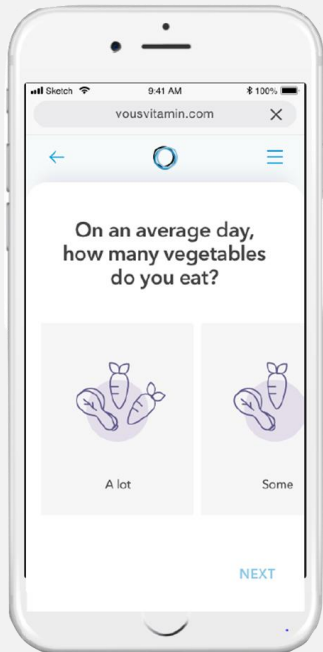 Sketch 9:41 AM 100%
vousvitamin.com
On an average day,
how many vegetables
do you eat?
A lot Some
NEXT